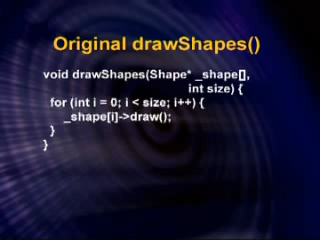 Original drawShapes()
void drawShapes(Shape* _shape[],
int size) {
for (int i = 0; i < size; i++) {
_shape[i]->draw();
}
}